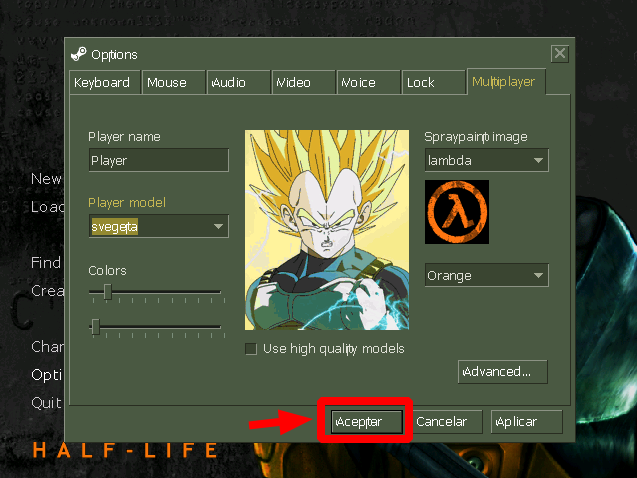 Options
Keyboard Mouse Audio Video Voice Lock Multiplayer
Player name
Player
Player model
svegeta
Colors
Spraypaint image
lambda
Orange
Use high quality models
Advanced...
Aceptar Cancelar Aplicar
New
Load
Find
Crea
Chan
Opti
Quit
HALF-LIFE